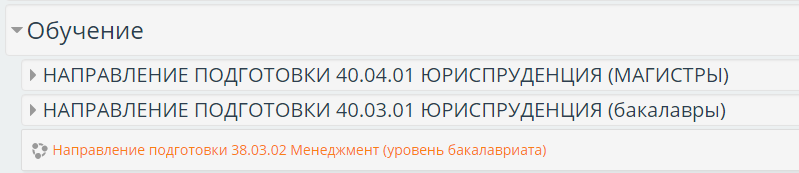 Обучение
НАПРАВЛЕНИЕ ПОДГОТОВКИ 40.04.01 ЮРИСПРУДЕНЦИЯ (МАГИСТРЫ)
НАПРАВЛЕНИЕ ПОДГОТОВКИ 40.03.01 ЮРИСПРУДЕНЦИЯ (бакалавры)
Направление подготовки 38.03.02 Менеджмент (уровень бакалавриата)